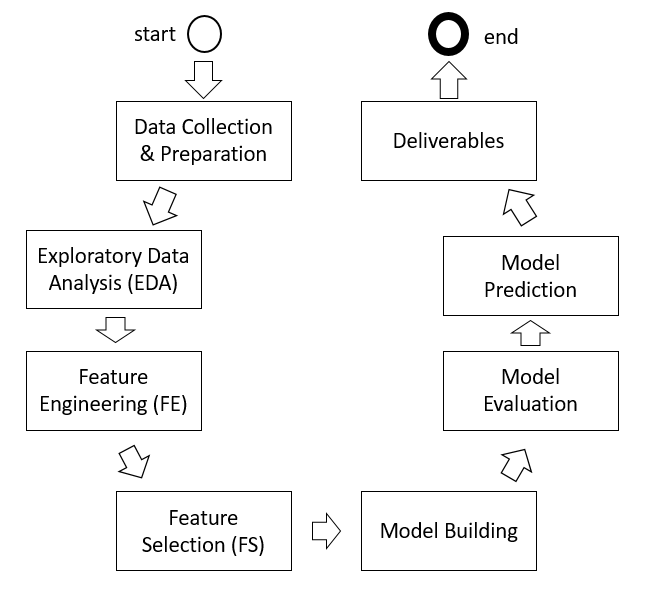 start
Data Collection
& Preparation
Exploratory Data
Analysis (EDA)
Feature
Engineering (FE)
Feature
Selection (FS)
Model Building
Model
Evaluation
Model
Prediction
Deliverables
end